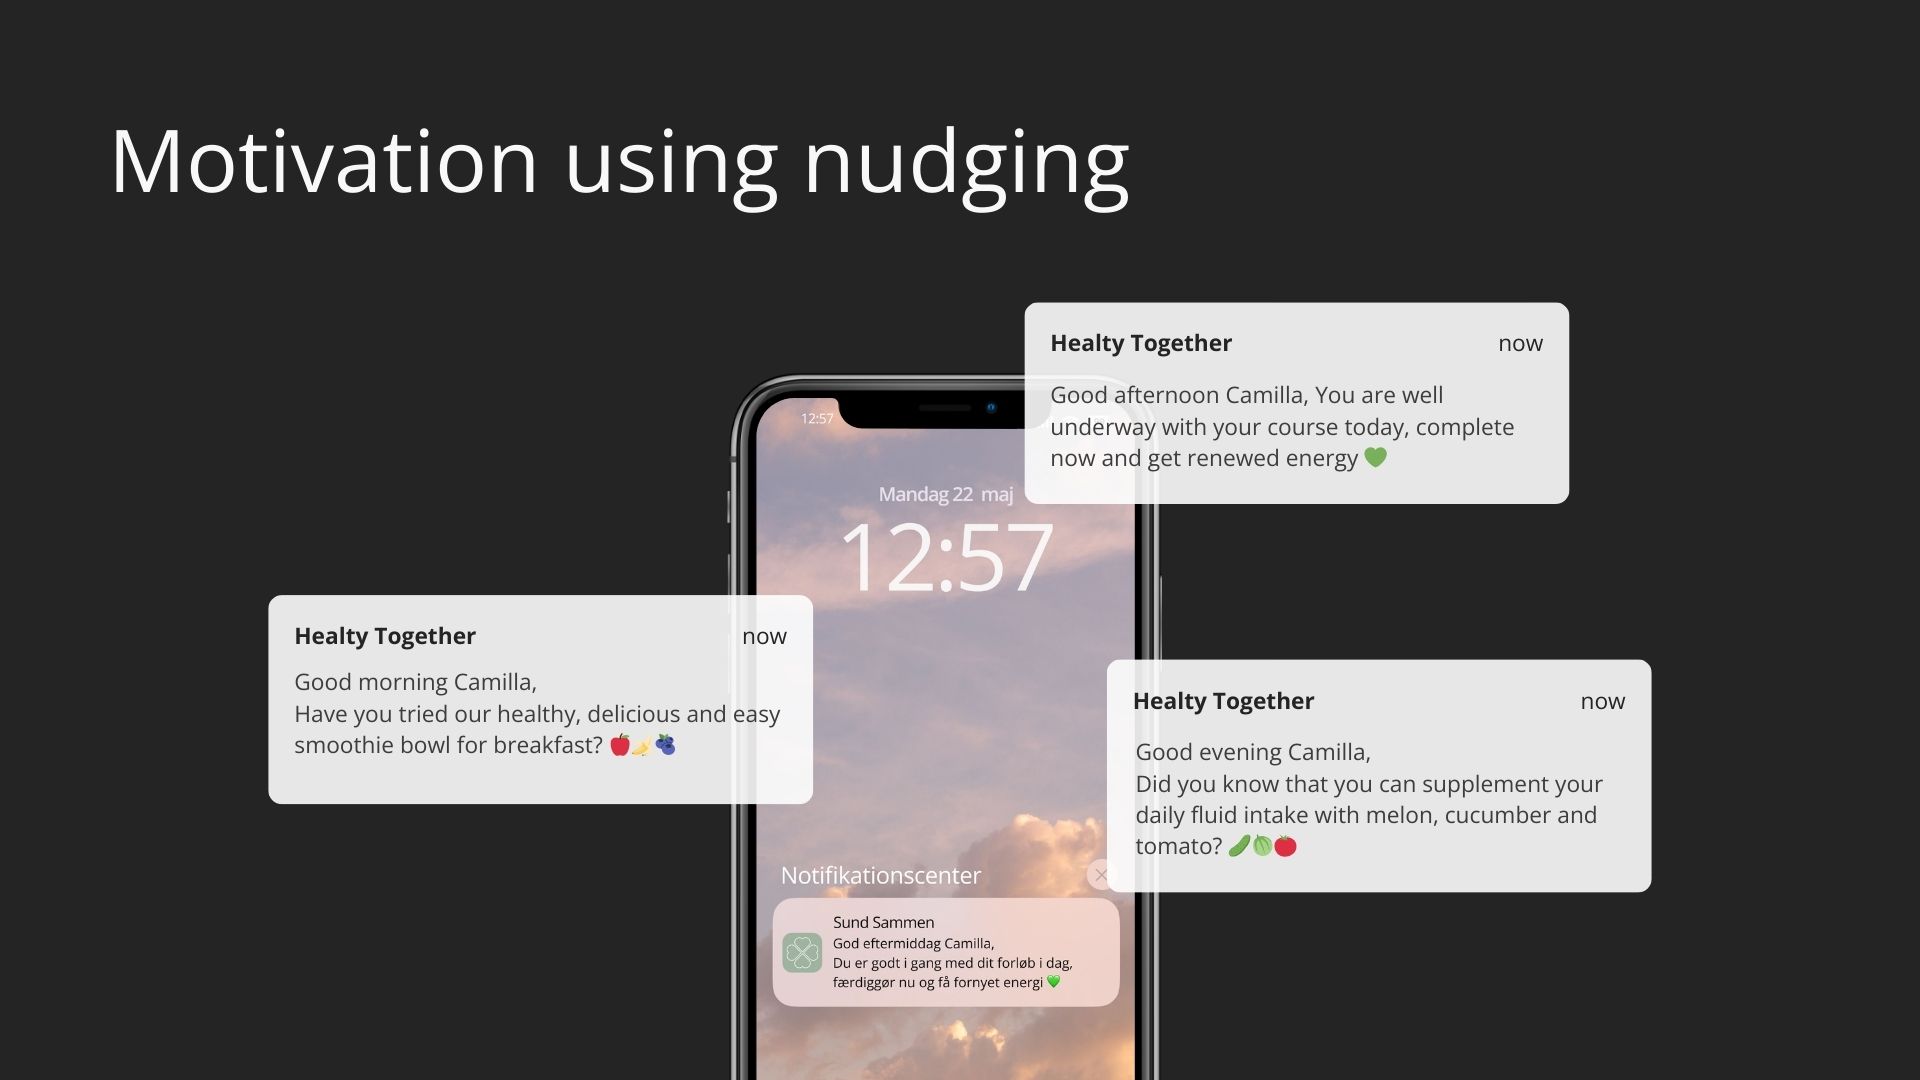 Motivation using nudging
Healty Together now
Good afternoon Camilla, You are well
underway with your course today, complete
now and get renewed energy 💚
12:57
Mandag 22 maj
12:57
Healty Together now
Good morning Camilla,
Have you tried our healthy, delicious and easy
smoothie bowl for breakfast? 🍎🍌🫐
Healty Together now
Good evening Camilla,
Did you know that you can supplement your
daily fluid intake with melon, cucumber and
tomato? 🥒🍈🍅
Notifikationscenter
Sund Sammen
God eftermiddag Camilla,
Du er godt i gang med dit forløb i dag,
færdiggør nu og få fornyet energi 💚